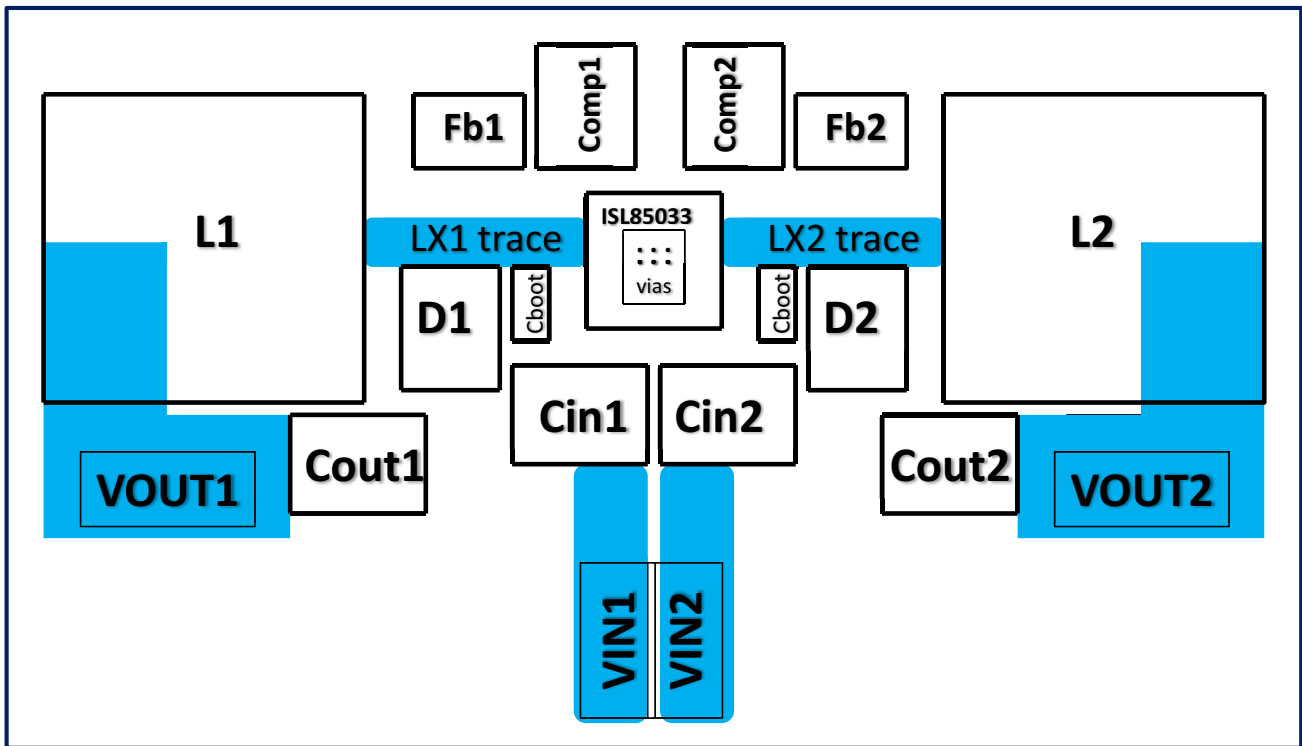 Comp1
Comp2
Fb1
Fb2
L1
LX1 trace
ISL85033
:::
vias
LX2 trace
L2
D1
Cboot
Cboot
D2
Cin1
Cin2
Cout1
Cout2
VOUT1
VOUT2
VIN1
VIN2